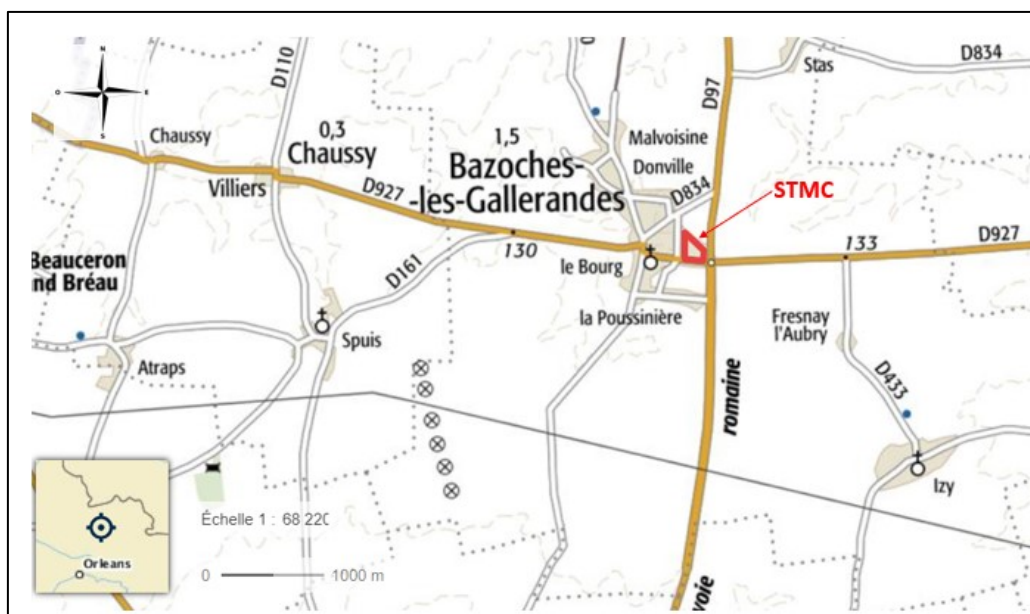 N
O
E
S
D110
D97
Stas
D834
Chaussy
0,3
Chaussy
Villiers
D927
1,5
Bazoches-
-les-Gallerandes
Malvoisine
Donville
D834
STMC
130
133
D927
le Bourg
Beauceron
nd Bréau
D161
Spuis
Atraps
la Poussinière
Fresnay
l'Aubry
D433
romaine
Izy
voie
Échelle 1 : 68 220
0
1000 m
Orleans